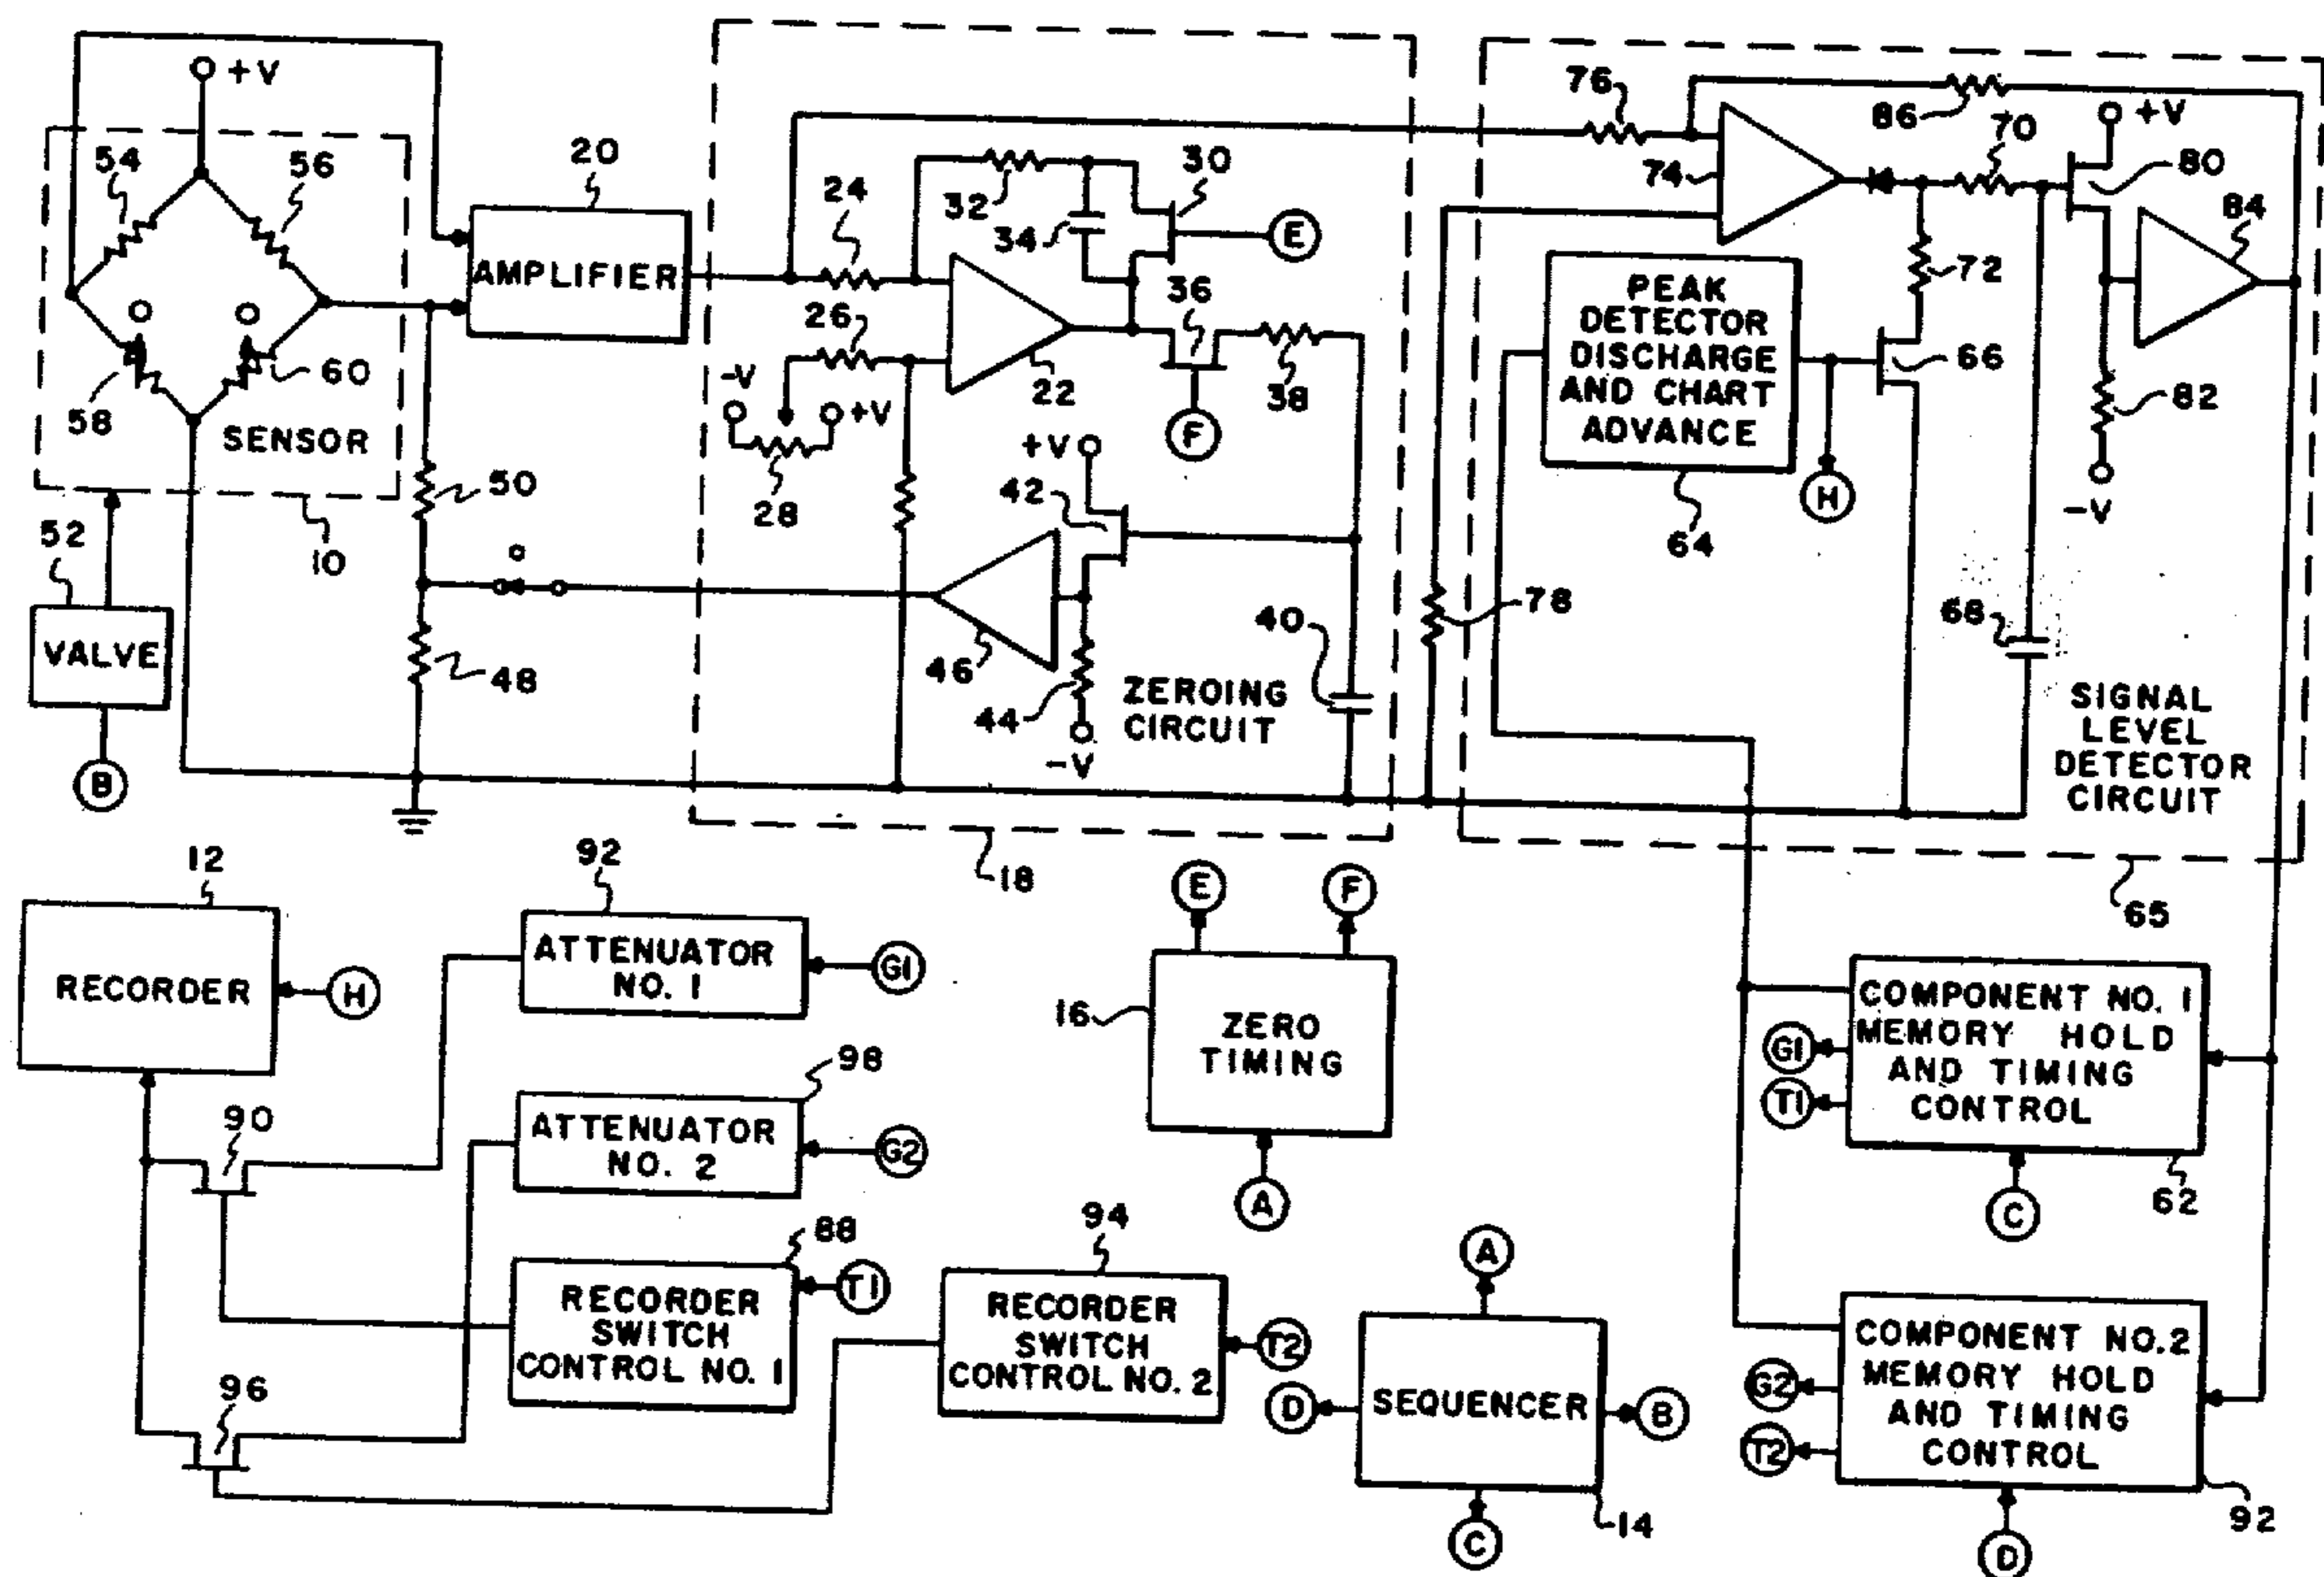 +V
54
56
58
60
SENSOR
10
52
VALVE
B
20
AMPLIFIER
50
48
24
26
-V
+V
28
32
34
30
E
22
36
F
38
+V
42
46
44
-V
40
ZEROING
CIRCUIT
18
76
74
86
70
+V
80
84
72
66
82
-V
PEAK
DETECTOR
DISCHARGE
AND CHART
ADVANCE
64
H
78
68
SIGNAL
LEVEL
DETECTOR
CIRCUIT
65
12
RECORDER
H
92
ATTENUATOR
NO. 1
G1
98
ATTENUATOR
NO. 2
G2
90
96
88
RECORDER
SWITCH
CONTROL NO. 1
T1
94
RECORDER
SWITCH
CONTROL NO. 2
T2
E
F
16
ZERO
TIMING
A
A
D
SEQUENCER
B
C
14
COMPONENT NO. 1
MEMORY HOLD
AND TIMING
CONTROL
G1
T1
C
62
COMPONENT NO.2
MEMORY HOLD
AND TIMING
CONTROL
G2
T2
D
92